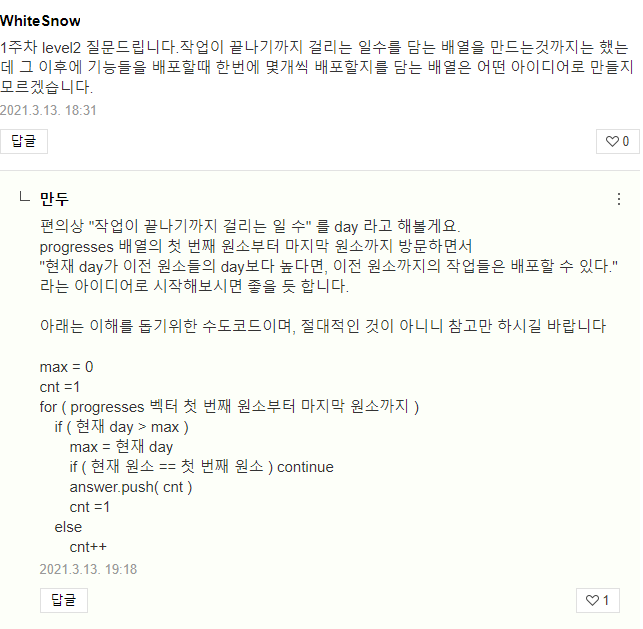 WhiteSnow
1주차 level2 질문드립니다.작업이 끝나기까지 걸리는 일수를 담는 배열을 만드는것까지는 했는
데 그 이후에 기능들을 배포할때 한번에 몇개씩 배포할지를 담는 배열은 어떤 아이디어로 만들지
모르겠습니다.
2021.3.13. 18:31
답글
0
만두
편의상 "작업이 끝나기까지 걸리는 일 수" 를 day 라고 해볼게요.
progresses 배열의 첫 번째 원소부터 마지막 원소까지 방문하면서
"현재 day가 이전 원소들의 day보다 높다면, 이전 원소까지의 작업들은 배포할 수 있다."
라는 아이디어로 시작해보시면 좋을 듯 합니다.
아래는 이해를 돕기위한 수도코드이며, 절대적인 것이 아니니 참고만 하시길 바랍니다
max = 0
cnt =1
for ( progresses 벡터 첫 번째 원소부터 마지막 원소까지 )
if ( 현재 day > max )
max = 현재 day
if ( 현재 원소 == 첫 번째 원소 ) continue
answer.push( cnt )
cnt =1
else
cnt++
2021.3.13. 19:18
답글
1